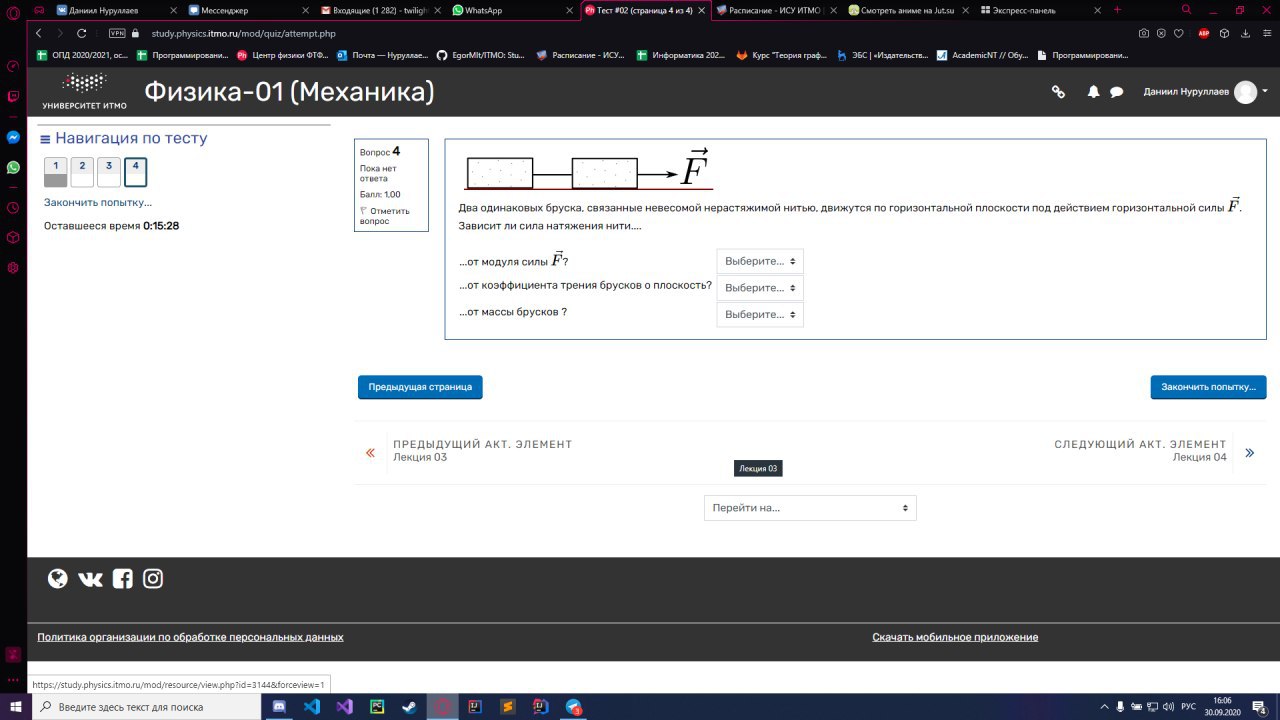 Даниил Нуруллаев
Мессенджер
Входящие (1 282) - twiligh
WhatsApp
Ph Тест #02 (страница 4 из 4)
Расписание — ИСУ ИТМО
Смотреть аниме на Jut.su
Экспресс-панель
VPN
study.physics.itmo.ru/mod/quiz/attempt.php
ABP
ОПД 2020/2021, ос...
Программировани...
Ph Центр физики ФТФ...
Почта — Нуруллае...
EgorMIt/ITMO: Stu...
Расписание — ИСУ...
Информатика 202...
Курс "Теория граф...
ЭБС | «Издательств...
AcademicNT // Обу...
Программировани...
УНИВЕРСИТЕТ ИТМО
Физика-01 (Механика)
Даниил Нуруллаев
Навигация по тесту
1 2 3 4
Закончить попытку...
Оставшееся время 0:15:28
Вопрос 4
Пока нет
ответа
Балл: 1.00
Отметить
вопрос
F
Два одинаковых бруска, связанные невесомой нерастяжимой нитью, движутся по горизонтальной плоскости под действием горизонтальной силы F.
Зависит ли сила натяжения нити....
...от модуля силы F?
Выберите...
...от коэффициента трения брусков о плоскость?
Выберите...
...от массы брусков ?
Выберите...
Предыдущая страница
Закончить попытку...
ПРЕДЫДУЩИЙ АКТ. ЭЛЕМЕНТ
Лекция 03
Лекция 03
СЛЕДУЮЩИЙ АКТ. ЭЛЕМЕНТ
Лекция 04
Перейти на...
Политика организации по обработке персональных данных
Скачать мобильное приложение
https://study.physics.itmo.ru/mod/resource/view.php?id=3144&forceview=1
Введите здесь текст для поиска
PC
IJ
IJ
3
РУС
16:06
30.09.2020
4